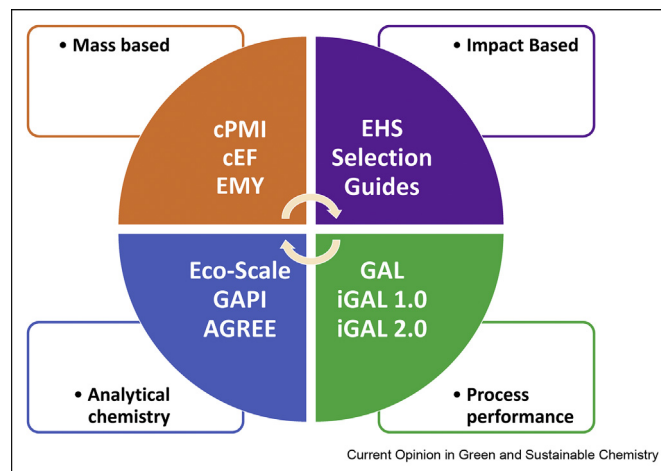 • Mass based
• Impact Based
cPMI
cEF
EMY
EHS
Selection
Guides
Eco-Scale
GAPI
AGREE
GAL
iGAL 1.0
iGAL 2.0
• Analytical
chemistry
• Process
performance
Current Opinion in Green and Sustainable Chemistry